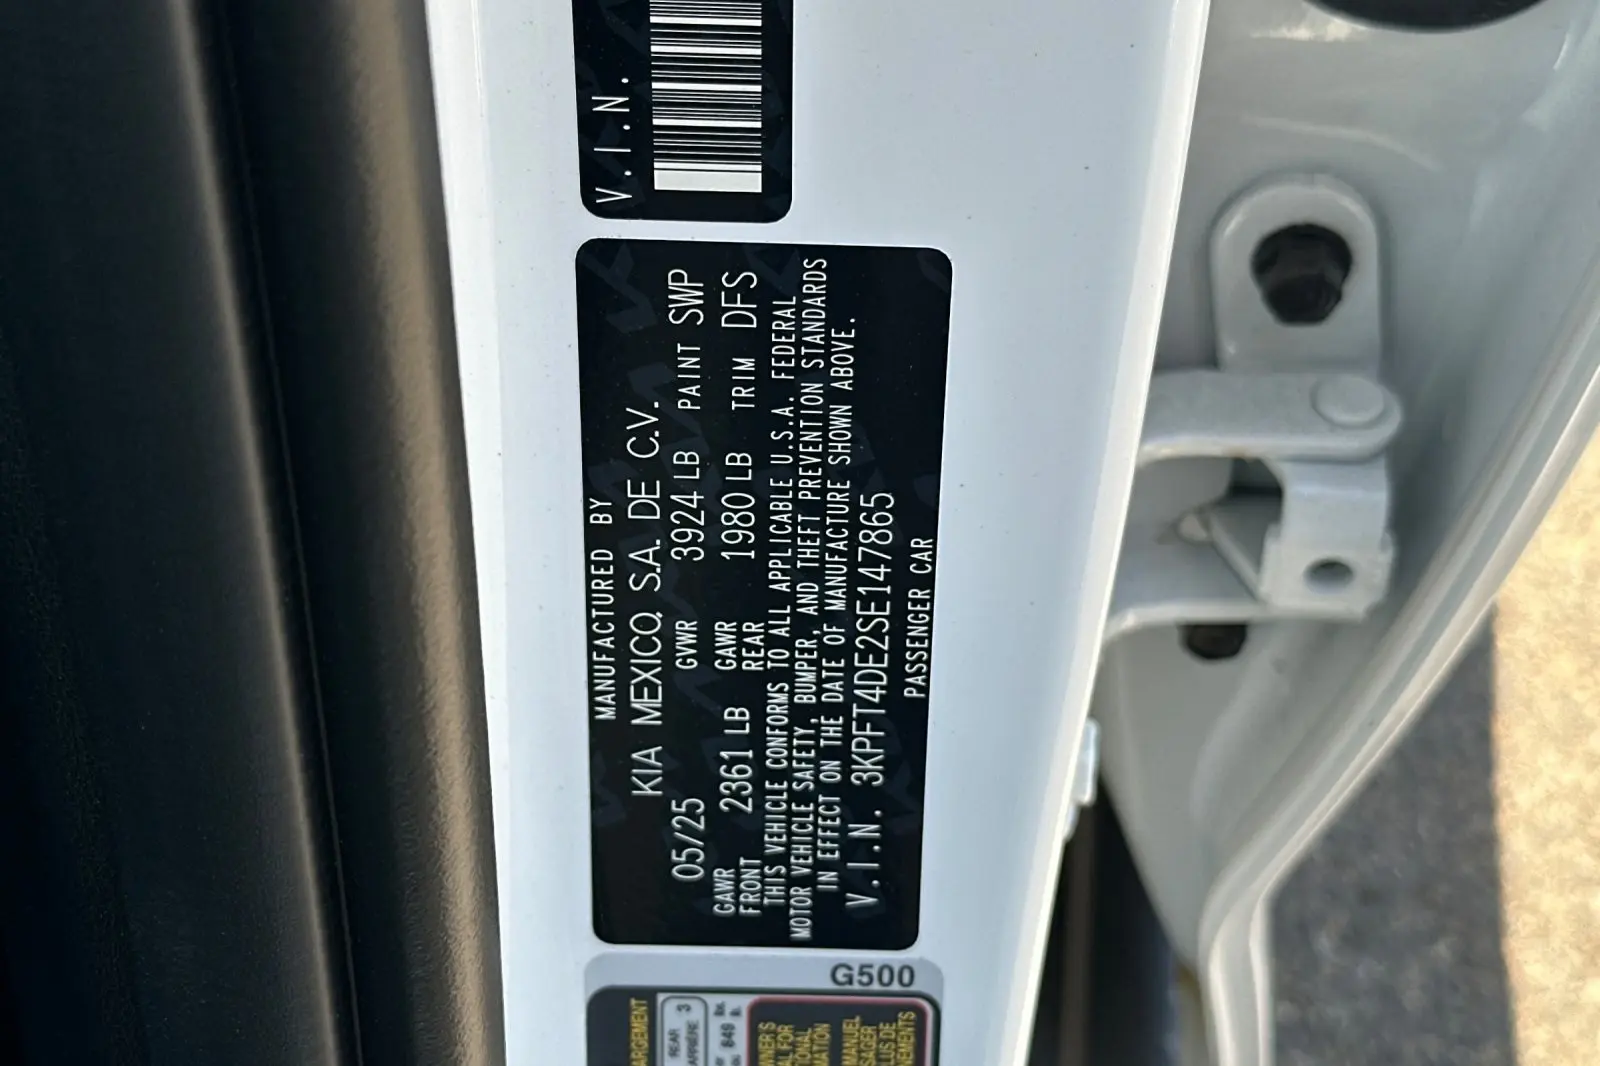 V.I.N.
MANUFACTURED BY
KIA MEXICO, S.A. DE C.V.
05/25 GVWR 3924 LB PAINT SWP
GAWR FRONT 2361 LB GAWR REAR 1980 LB TRIM DFS
THIS VEHICLE CONFORMS TO ALL APPLICABLE U.S.A. FEDERAL
MOTOR VEHICLE SAFETY, BUMPER, AND THEFT PREVENTION STANDARDS
IN EFFECT ON THE DATE OF MANUFACTURE SHOWN ABOVE.
V.I.N. 3KPFT4DE2SE147865
PASSENGER CAR
G500
REAR 3